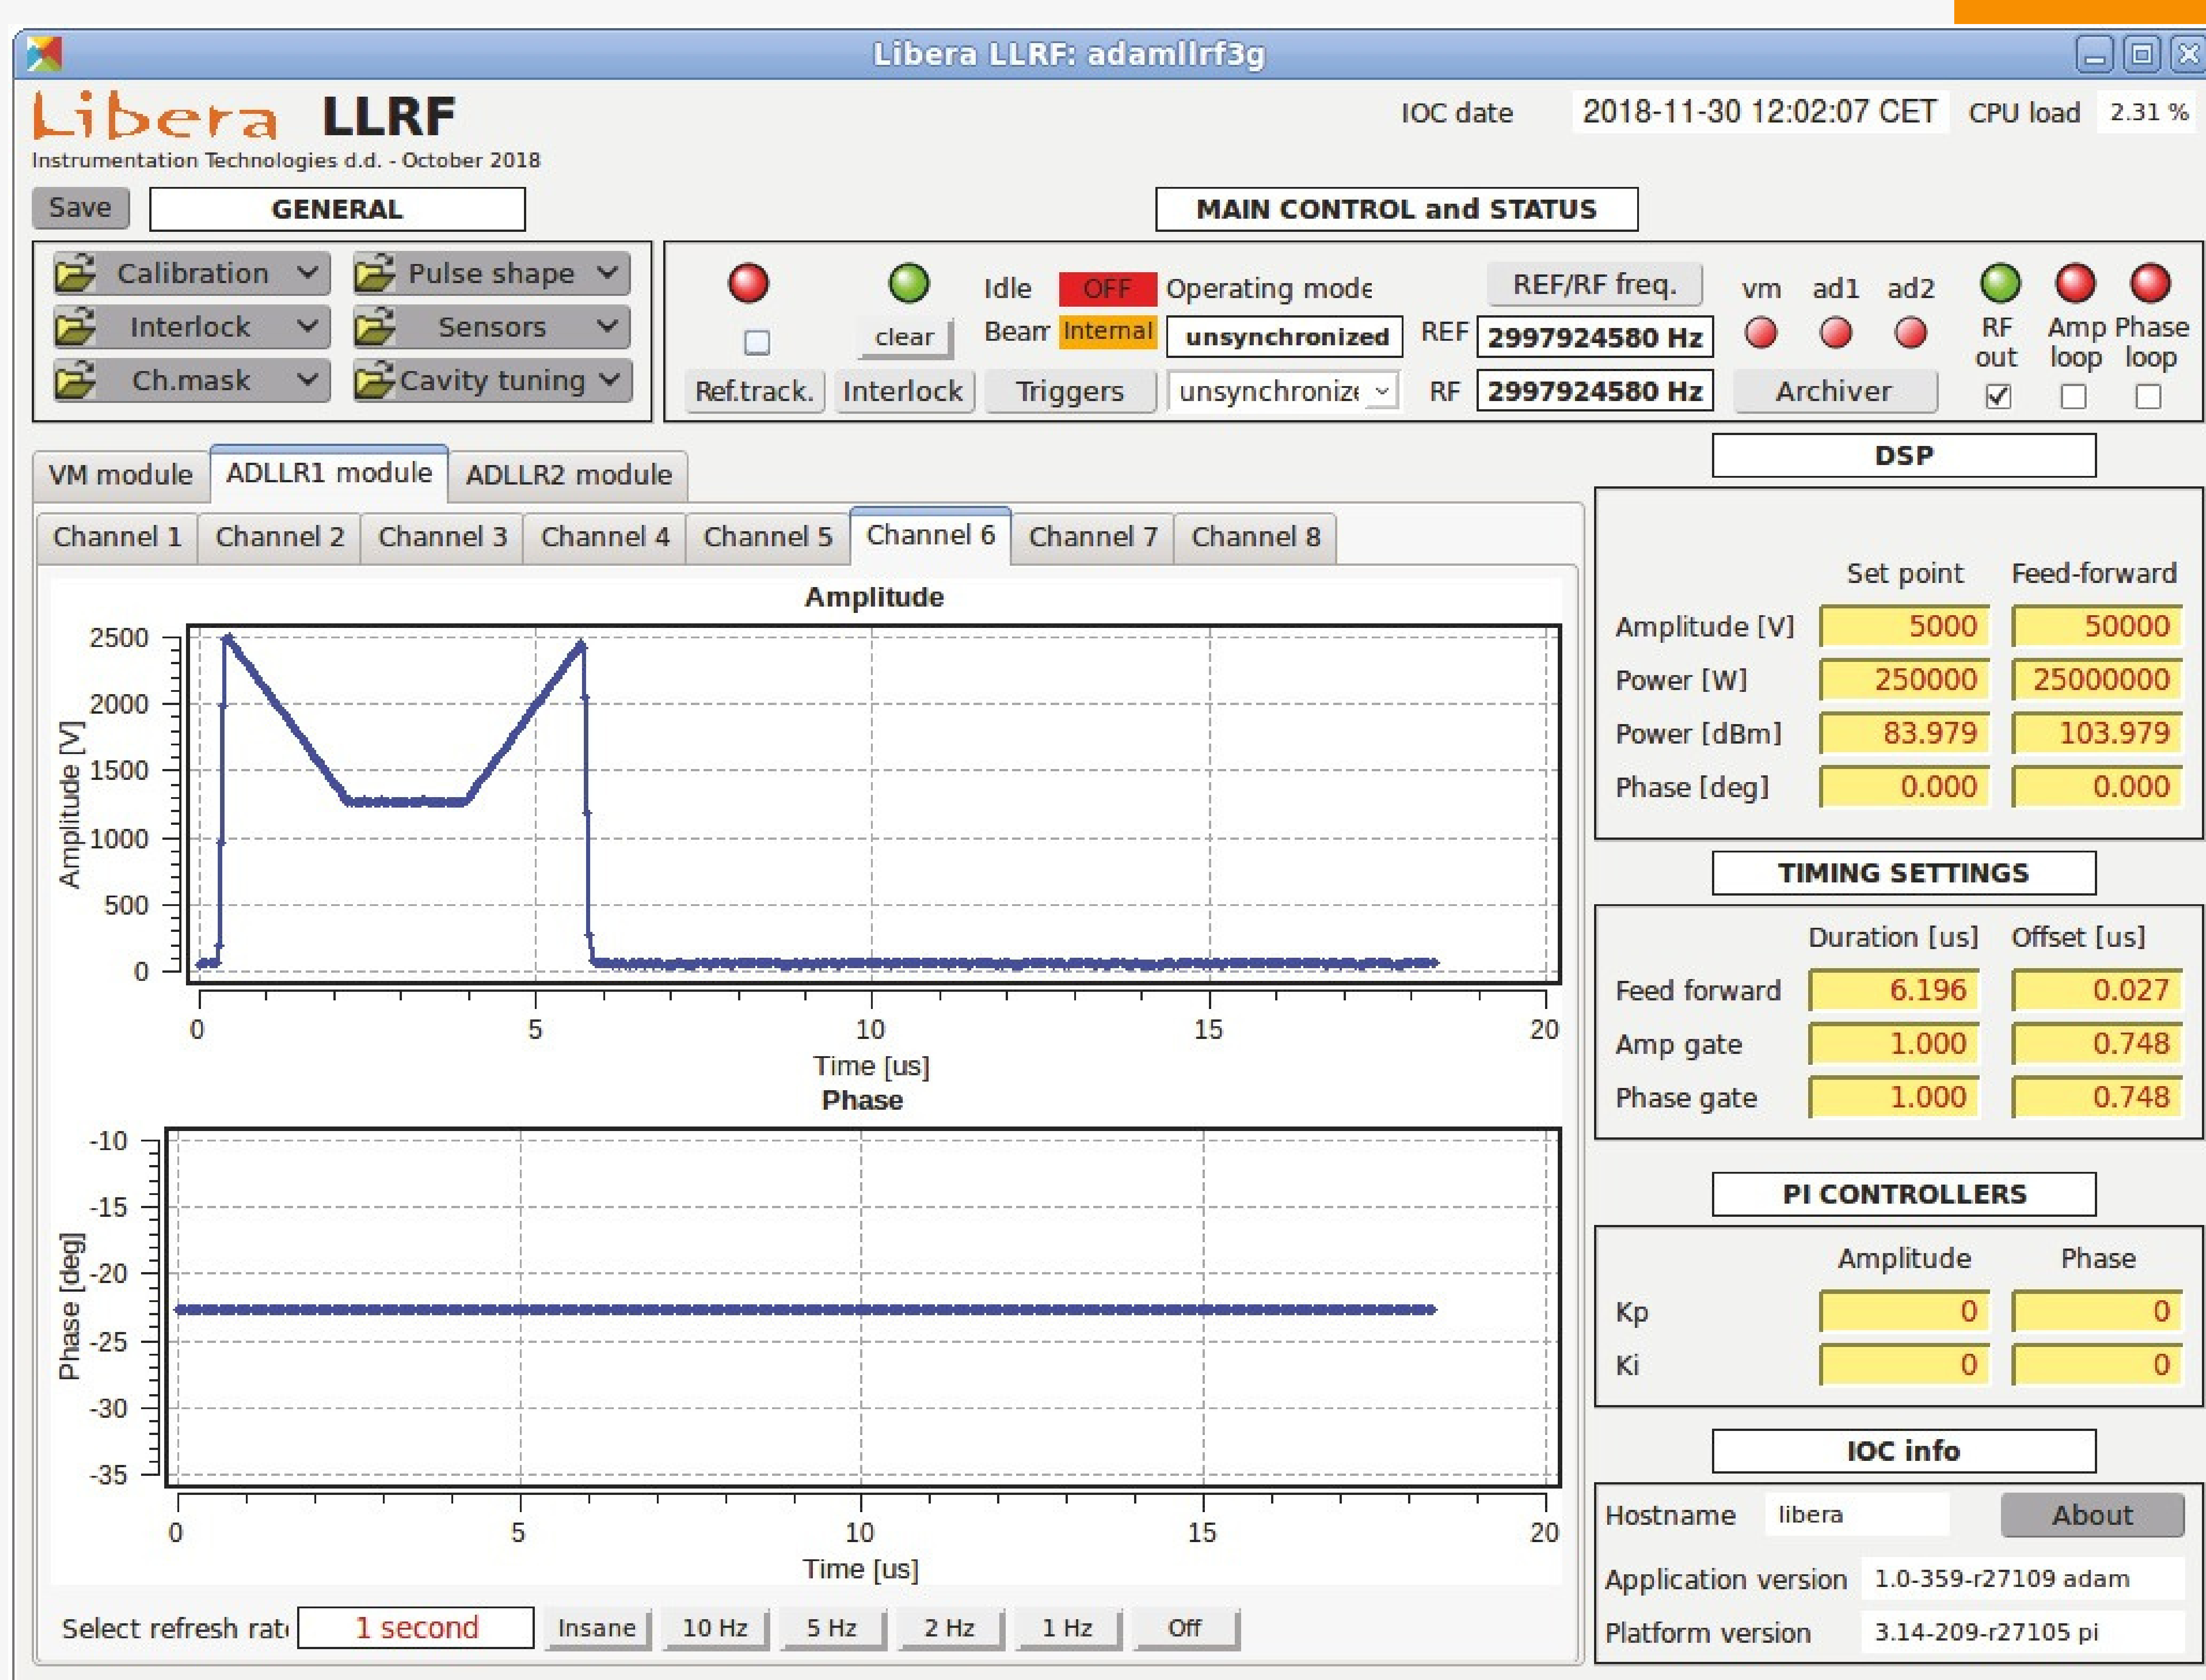 Libera LLRF: adamllrf3g
Libera LLRF
IOC date 2018-11-30 12:02:07 CET CPU load 2.31 %
Instrumentation Technologies d.d. - October 2018
Save GENERAL MAIN CONTROL and STATUS
Calibration Pulse shape
Interlock Sensors
Ch.mask Cavity tuning
Idle OFF Operating mode REF/RF freq. vm ad1 ad2
clear Beam Internal unsynchronized REF 2997924580 Hz RF out Amp loop Phase loop
Ref.track. Interlock Triggers unsynchronize RF 2997924580 Hz Archiver
VM module ADLLR1 module ADLLR2 module
Channel 1 Channel 2 Channel 3 Channel 4 Channel 5 Channel 6 Channel 7 Channel 8
Amplitude
Amplitude [V]
2500
2000
1500
1000
500
0
0 5 10 15 20
Time [us]
Phase
Phase [deg]
-10
-15
-20
-25
-30
-35
0 5 10 15 20
Time [us]
Select refresh rate 1 second Insane 10 Hz 5 Hz 2 Hz 1 Hz Off
DSP
Set point Feed-forward
Amplitude [V] 5000 50000
Power [W] 250000 25000000
Power [dBm] 83.979 103.979
Phase [deg] 0.000 0.000
TIMING SETTINGS
Duration [us] Offset [us]
Feed forward 6.196 0.027
Amp gate 1.000 0.748
Phase gate 1.000 0.748
PI CONTROLLERS
Amplitude Phase
Kp 0 0
Ki 0 0
IOC info
Hostname libera About
Application version 1.0-359-r27109 adam
Platform version 3.14-209-r27105 pi